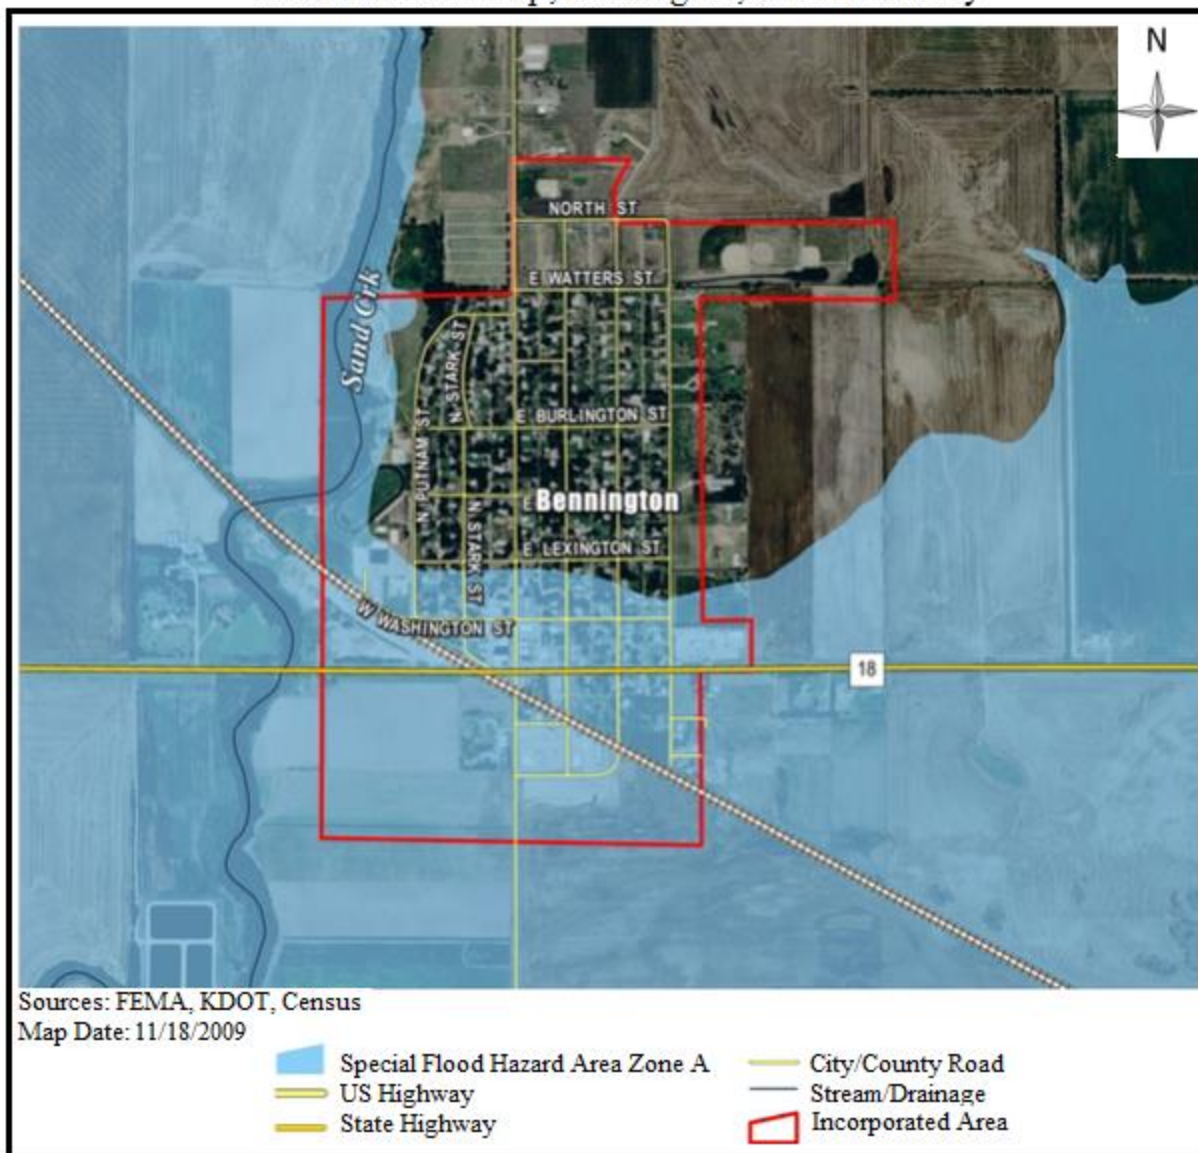 N
NORTH ST
E WATTERS ST
Sand Crk
N STARK ST
E BURLINGTON ST
N PUTNAM ST
E
Bennington
N STARK ST
E LEXINGTON ST
W WASHINGTON ST
18
Sources: FEMA, KDOT, Census
Map Date: 11/18/2009
Special Flood Hazard Area Zone A
US Highway
State Highway
City/County Road
Stream/Drainage
Incorporated Area